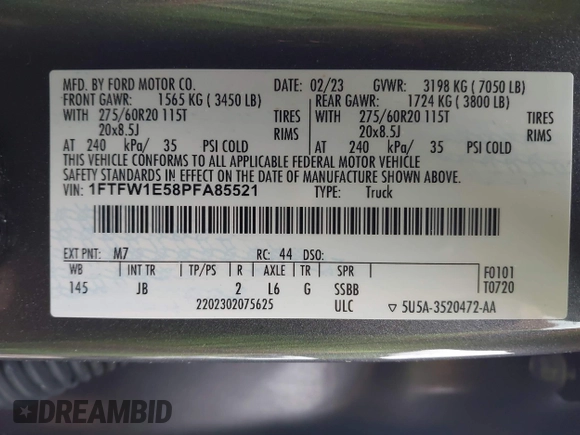 MFD. BY FORD MOTOR CO. DATE: 02/23 GVWR: 3198 KG ( 7050 LB)
FRONT GAWR: 1565 KG ( 3450 LB) REAR GAWR: 1724 KG ( 3800 LB)
WITH 275/60R20 115T TIRES WITH 275/60R20 115T TIRES
20x8.5J RIMS 20x8.5J RIMS
AT 240 kPa/ 35 PSI COLD AT 240 kPa/ 35 PSI COLD
THIS VEHICLE CONFORMS TO ALL APPLICABLE FEDERAL MOTOR VEHICLE
SAFETY STANDARDS IN EFFECT ON THE DATE OF MANUFACTURE SHOWN ABOVE.
VIN: 1FTFW1E58PFA85521 TYPE: Truck
EXT PNT: M7 RC: 44 DSO:
WB INT TR TP/PS R AXLE TR SPR F0101
145 JB 2 L6 G SSBB T0720
2202302075625 ULC ▽ 5U5A-3520472-AA
DREAMBID